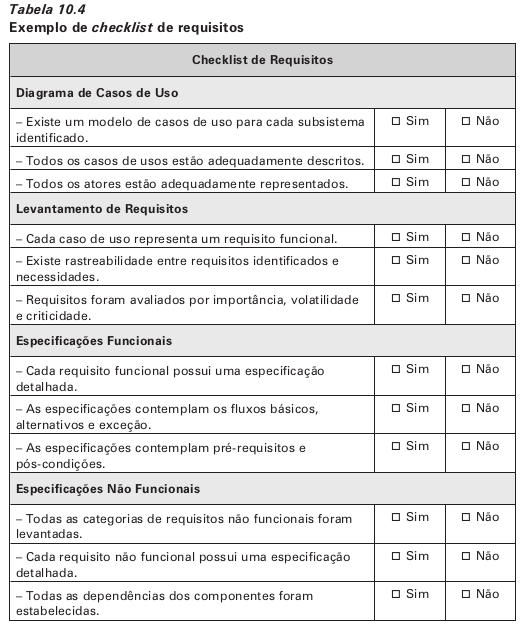 Tabela 10.4
Exemplo de checklist de requisitos
Checklist de Requisitos
Diagrama de Casos de Uso
– Existe um modelo de casos de uso para cada subsistema
identificado.
☐ Sim
☐ Não
– Todos os casos de usos estão adequadamente descritos.
☐ Sim
☐ Não
– Todos os atores estão adequadamente representados.
☐ Sim
☐ Não
Levantamento de Requisitos
– Cada caso de uso representa um requisito funcional.
☐ Sim
☐ Não
– Existe rastreabilidade entre requisitos identificados e
necessidades.
☐ Sim
☐ Não
– Requisitos foram avaliados por importância, volatilidade
e criticidade.
☐ Sim
☐ Não
Especificações Funcionais
– Cada requisito funcional possui uma especificação
detalhada.
☐ Sim
☐ Não
– As especificações contemplam os fluxos básicos,
alternativos e exceção.
☐ Sim
☐ Não
– As especificações contemplam pré-requisitos e
pós-condições.
☐ Sim
☐ Não
Especificações Não Funcionais
– Todas as categorias de requisitos não funcionais foram
levantadas.
☐ Sim
☐ Não
– Cada requisito não funcional possui uma especificação
detalhada.
☐ Sim
☐ Não
– Todas as dependências dos componentes foram
estabelecidas.
☐ Sim
☐ Não